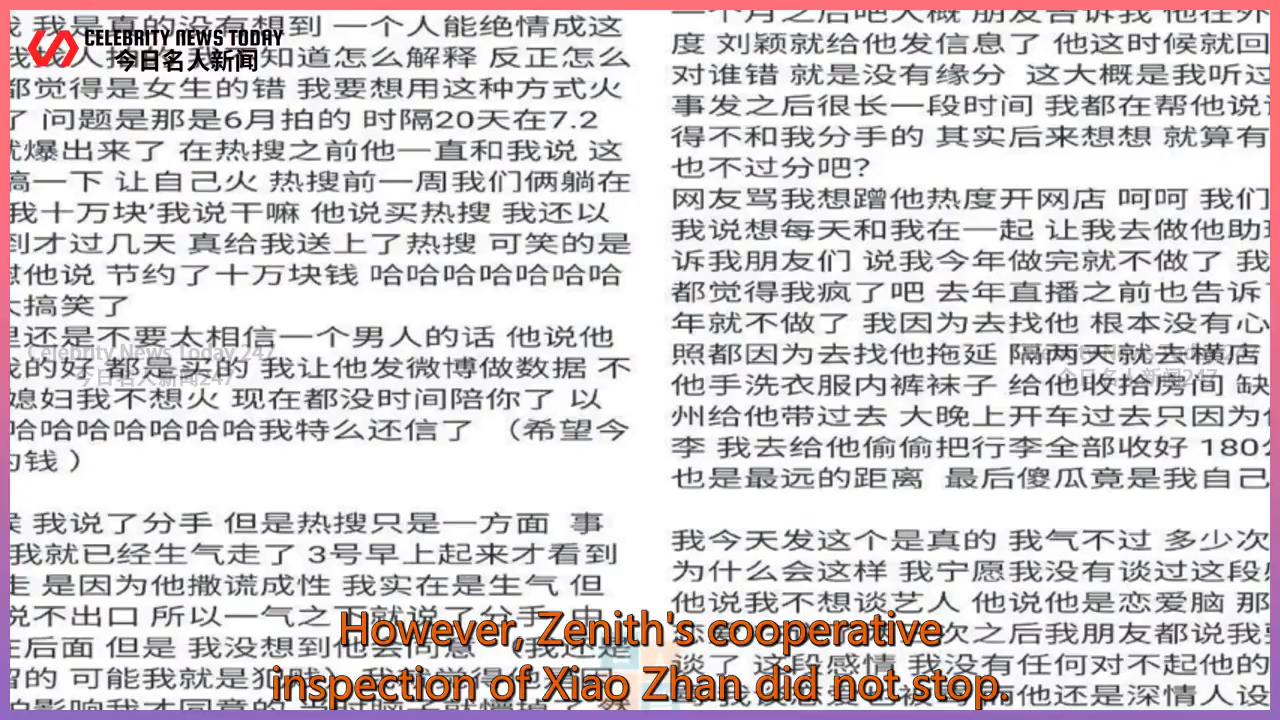 CELEBRITY NEWS TODAY
今日名人新闻
我是真的没有想到 一个人能绝情成这
知道怎么解释 反正怎么
都觉得是女生的错 我要想用这种方式火
了 问题是那是6月拍的 时隔20天在7.2
就爆出来了 在热搜之前他一直和我说 这
搞一下 让自己火 热搜前一周我们俩躺在
我十万块’我说干嘛 他说买热搜 我还以
到才过几天 真给我送上了热搜 可笑的是
他说 节约了十万块钱 哈哈哈哈哈哈哈
搞笑了
还是不要太相信一个男人的话 他说他
我的好 都是买的 我让他发微博做数据 不
媳妇我不想火 现在都没时间陪你了 以
哈哈哈哈哈哈哈我特么还信了 （希望今
的钱 ）
我说了分手 但是热搜只是一方面 事
我就已经生气走了 3号早上起来才看到
走 是因为他撒谎成性 我实在是生气 但
说不出口 所以一气之下就说了分手 中
在后面 但是 我没想到他会同意
可能我就是犯贱
一个月之后吧大概 朋友告诉我 他在外
度 刘颖就给他发信息了 他这时候就回
对谁错 就是没有缘分 这大概是我听过
事发之后很长一段时间 我都在帮他说
得不和我分手的 其实后来想想 就算有
也不过分吧?
网友骂我想蹭他热度开网店 呵呵 我们
我说想每天和我在一起 让我去做他助
诉我朋友们 说我今年做完就不做了 我
都觉得我疯了吧 去年直播之前也告诉
年就不做了 我因为去找他 根本没有心
照都因为去找他拖延 隔两天就去横店
他手洗衣服内裤袜子 给他收拾房间 缺
州给他带过去 大晚上开车过去只因为
李 我去给他偷偷把行李全部收好 180
也是最远的距离 最后傻瓜竟是我自己
我今天发这个是真的 我气不过 多少次
为什么会这样 我宁愿我没有谈过这段
他说我不想谈艺人 他说他是恋爱脑 那
次之后我朋友都说我
谈了 这段感情 我没有任何对不起他的
他还是深情人设
Celebrity News Today 247
今日名人新闻247
今日名人新闻247
However, Zenith's cooperative
inspection of Xiao Zhan did not stop.